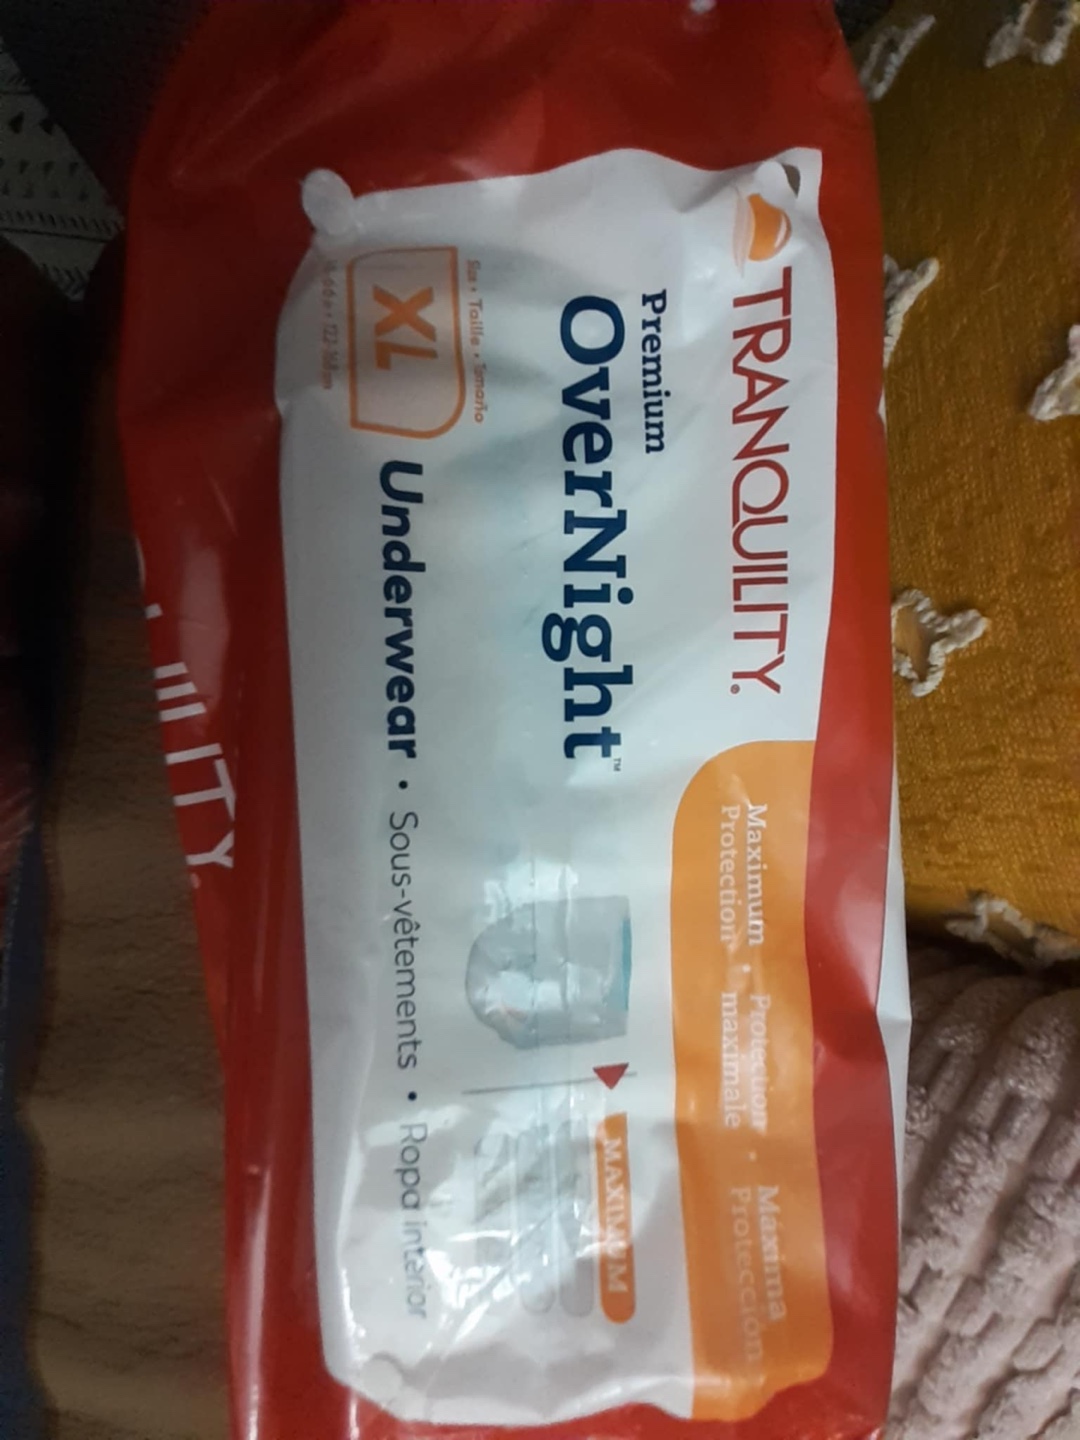 TRANQUILITY®
Maximum
Protection
•
Protection
maximale
•
Máxima
Protección
Premium
OverNight™
MAXIMUM
Size • Taille • Tamaño
XL
Underwear • Sous-vêtements • Ropa interior
ILITY®